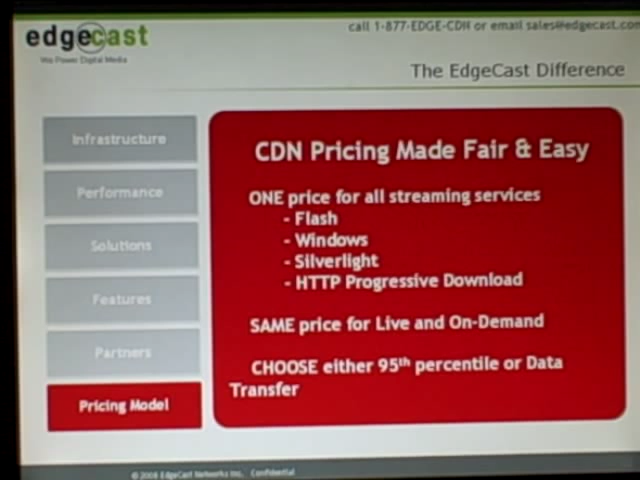 call 1-877-EDGE-CDN or email sales@edgecast.com
edgecast
We Power Digital Media
The EdgeCast Difference
Infrastructure
Performance
Solutions
Features
Partners
Pricing Model
CDN Pricing Made Fair & Easy
ONE price for all streaming services
- Flash
- Windows
- Silverlight
- HTTP Progressive Download
SAME price for Live and On-Demand
CHOOSE either 95th percentile or Data
Transfer
EdgeCast Networks Inc. Confidential